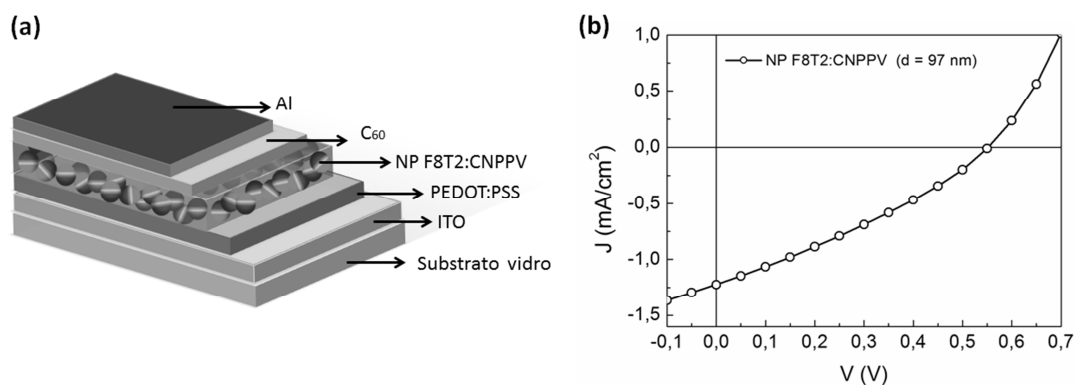 (a)
Al
C60
NP F8T2:CNPPV
PEDOT:PSS
ITO
Substrato vidro
(b)
NP F8T2:CNPPV (d = 97 nm)
J (mA/cm²)
1,0
0,5
0,0
-0,5
-1,0
-1,5
-0,1 0,0 0,1 0,2 0,3 0,4 0,5 0,6 0,7
V (V)